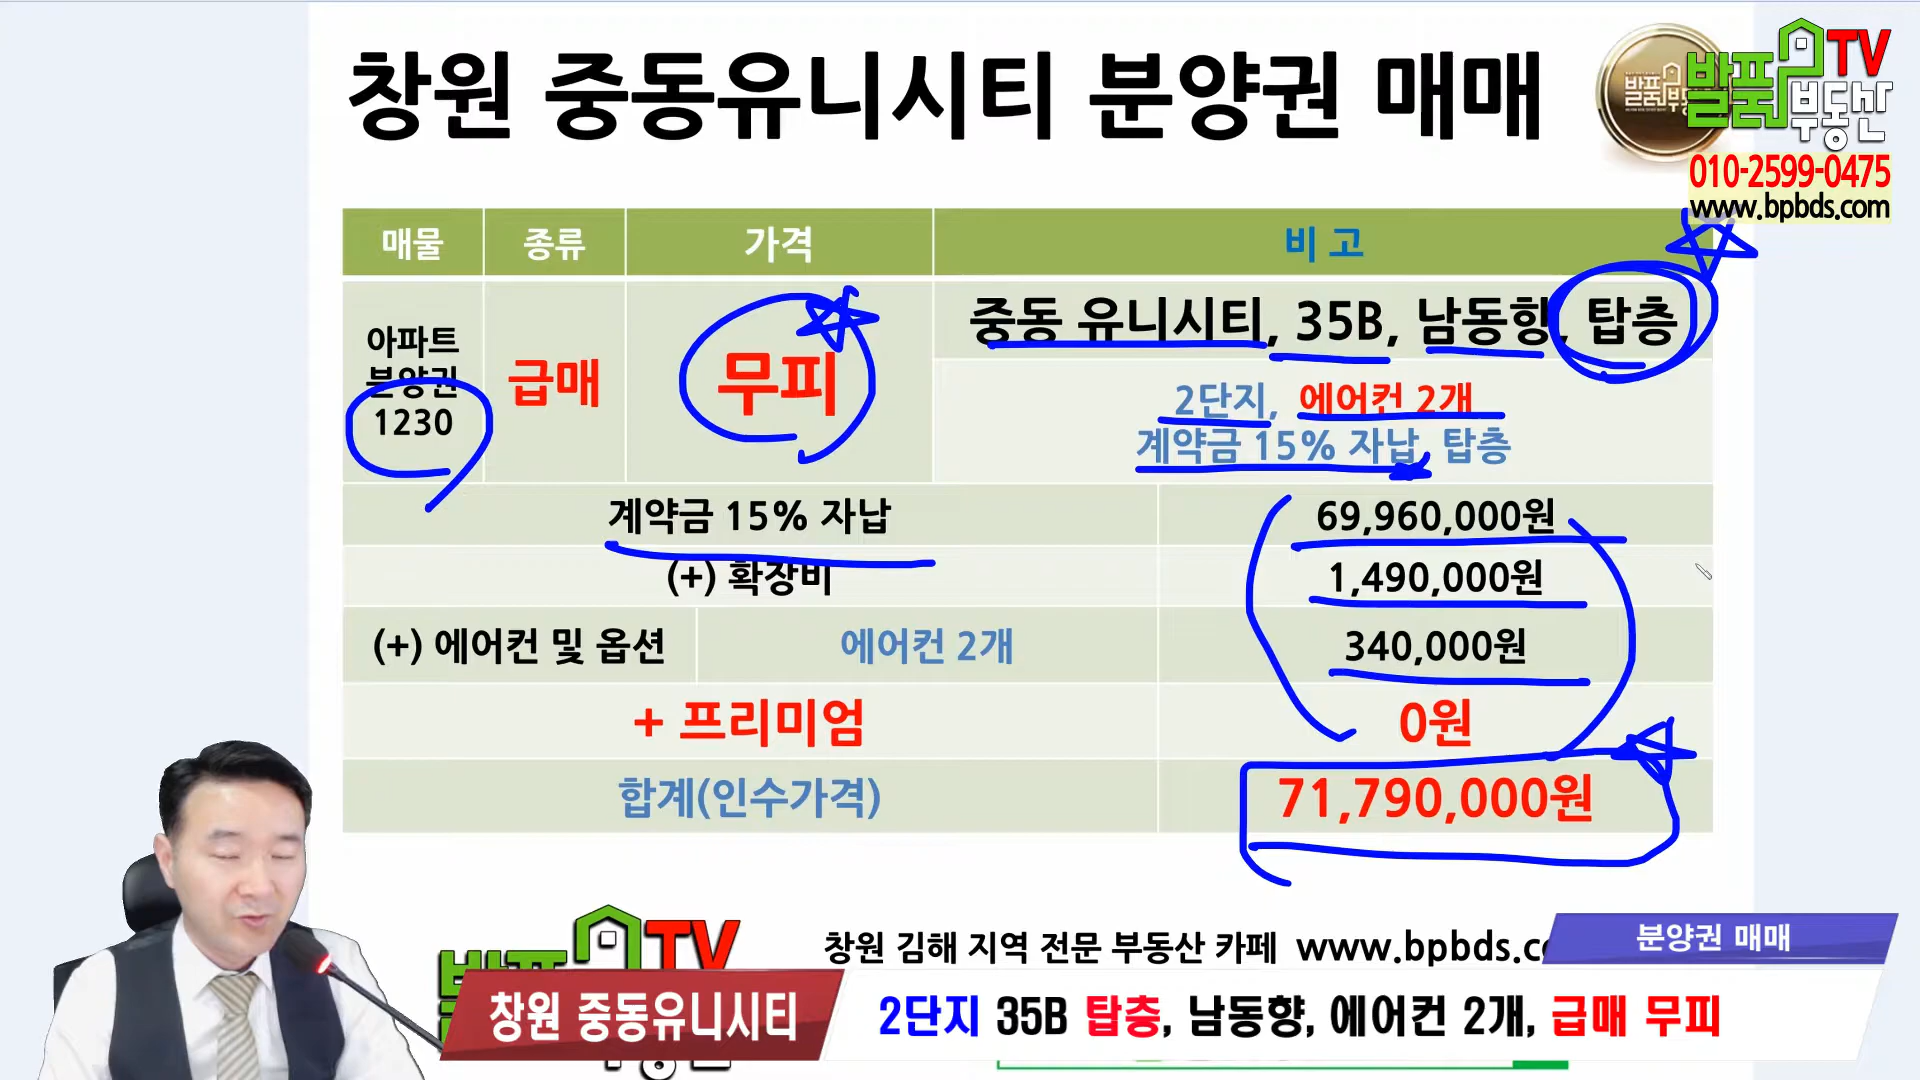 창원 중동유니시티 분양권 매매
발품 TV
부동산
010-2599-0475
www.bpbds.com
매물 종류 가격 비 고
아파트
분양권
1230
급매
무피
중동 유니시티, 35B, 남동향, 탑층
2단지, 에어컨 2개
계약금 15% 자납, 탑층
계약금 15% 자납 69,960,000원
(+) 확장비 1,490,000원
(+) 에어컨 및 옵션 에어컨 2개 340,000원
+ 프리미엄 0원
합계(인수가격) 71,790,000원
TV
창원 김해 지역 전문 부동산 카페 www.bpbds.c
분양권 매매
창원 중동유니시티
2단지 35B 탑층, 남동향, 에어컨 2개, 급매 무피